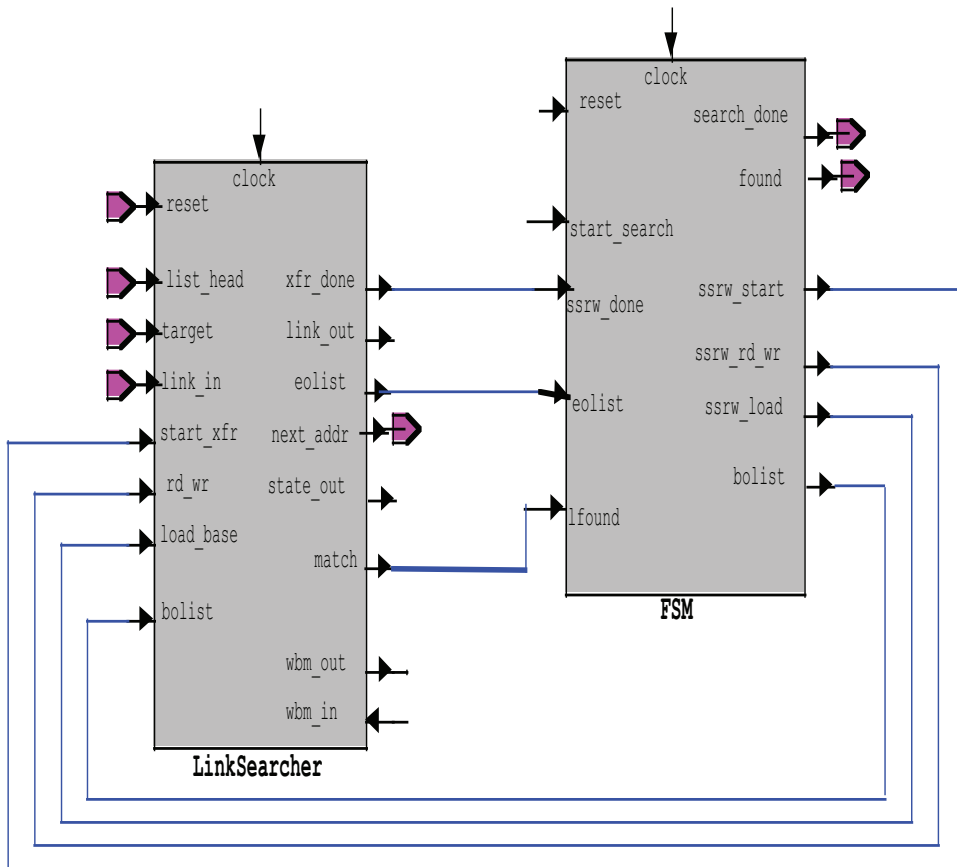 clock
reset
search_done
found
start_search
ssrw_done
ssrw_start
ssrw_rd_wr
eolist
ssrw_load
bolist
lfound
FSM
clock
reset
list_head
xfr_done
target
link_out
link_in
eolist
start_xfr
next_addr
rd_wr
state_out
load_base
match
bolist
wbm_out
wbm_in
LinkSearcher